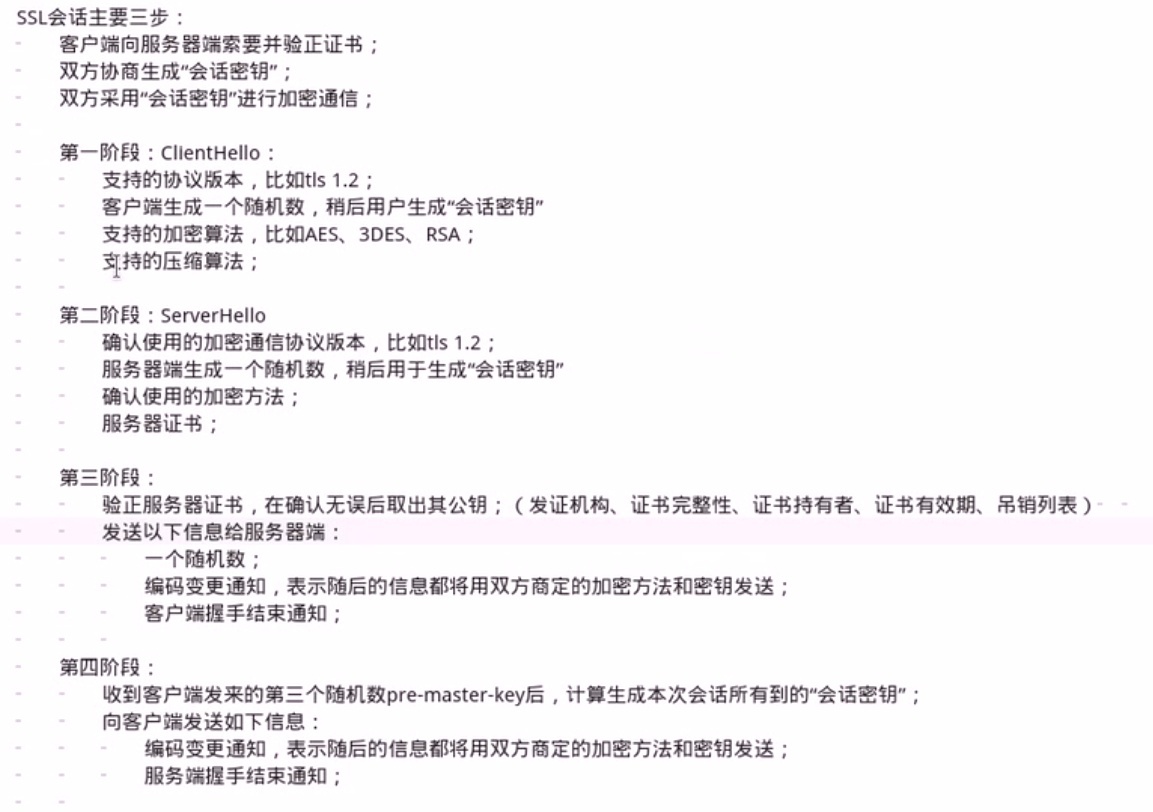 SSL会话主要三步：
客户端向服务器端索要并验正证书；
双方协商生成“会话密钥”；
双方采用“会话密钥”进行加密通信；
第一阶段：ClientHello：
支持的协议版本，比如tls 1.2；
客户端生成一个随机数，稍后用户生成“会话密钥”
支持的加密算法，比如AES、3DES、RSA；
支持的压缩算法；
第二阶段：ServerHello
确认使用的加密通信协议版本，比如tls 1.2；
服务器端生成一个随机数，稍后用于生成“会话密钥”
确认使用的加密方法；
服务器证书；
第三阶段：
验正服务器证书，在确认无误后取出其公钥；（发证机构、证书完整性、证书持有者、证书有效期、吊销列表）
发送以下信息给服务器端：
一个随机数；
编码变更通知，表示随后的信息都将用双方商定的加密方法和密钥发送；
客户端握手结束通知；
第四阶段：
收到客户端发来的第三个随机数pre-master-key后，计算生成本次会话所有到的“会话密钥”；
向客户端发送如下信息：
编码变更通知，表示随后的信息都将用双方商定的加密方法和密钥发送；
服务端握手结束通知；